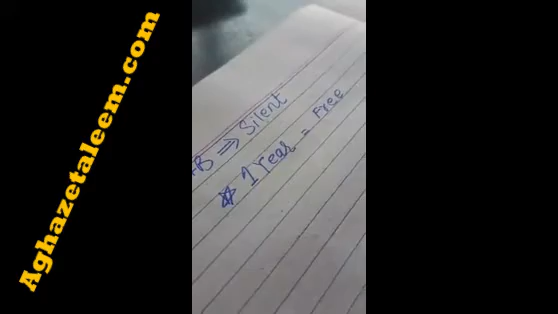 Aghazetaleem.com
B ⇒ Silent
☆ 1 Year = Free